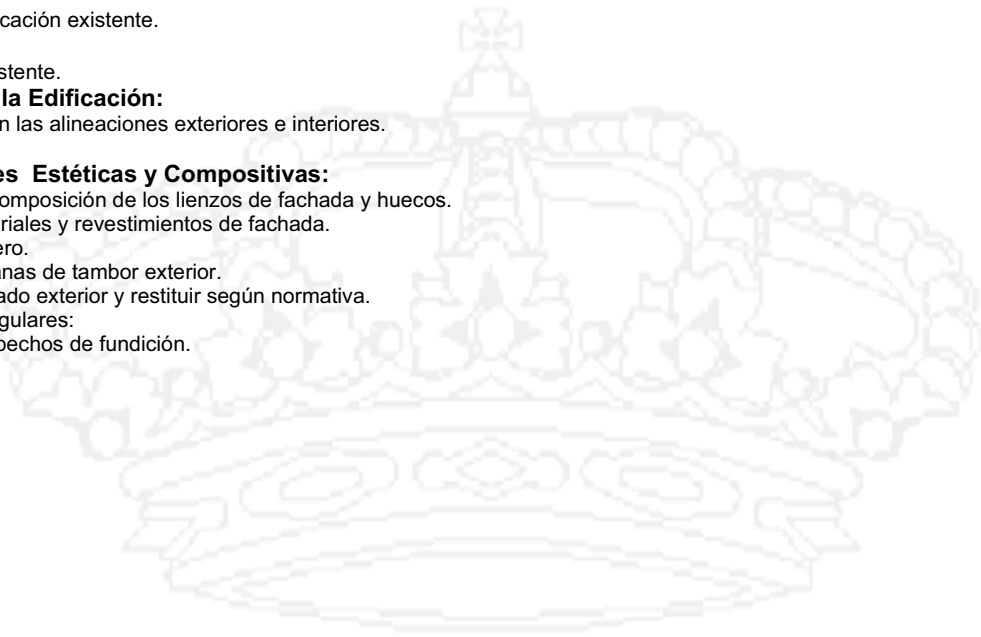 cación existente.
stente.
la Edificación:
n las alineaciones exteriores e interiores.
es Estéticas y Compositivas:
omposición de los lienzos de fachada y huecos.
riales y revestimientos de fachada.
ero.
anas de tambor exterior.
ado exterior y restituir según normativa.
gulares:
pechos de fundición.